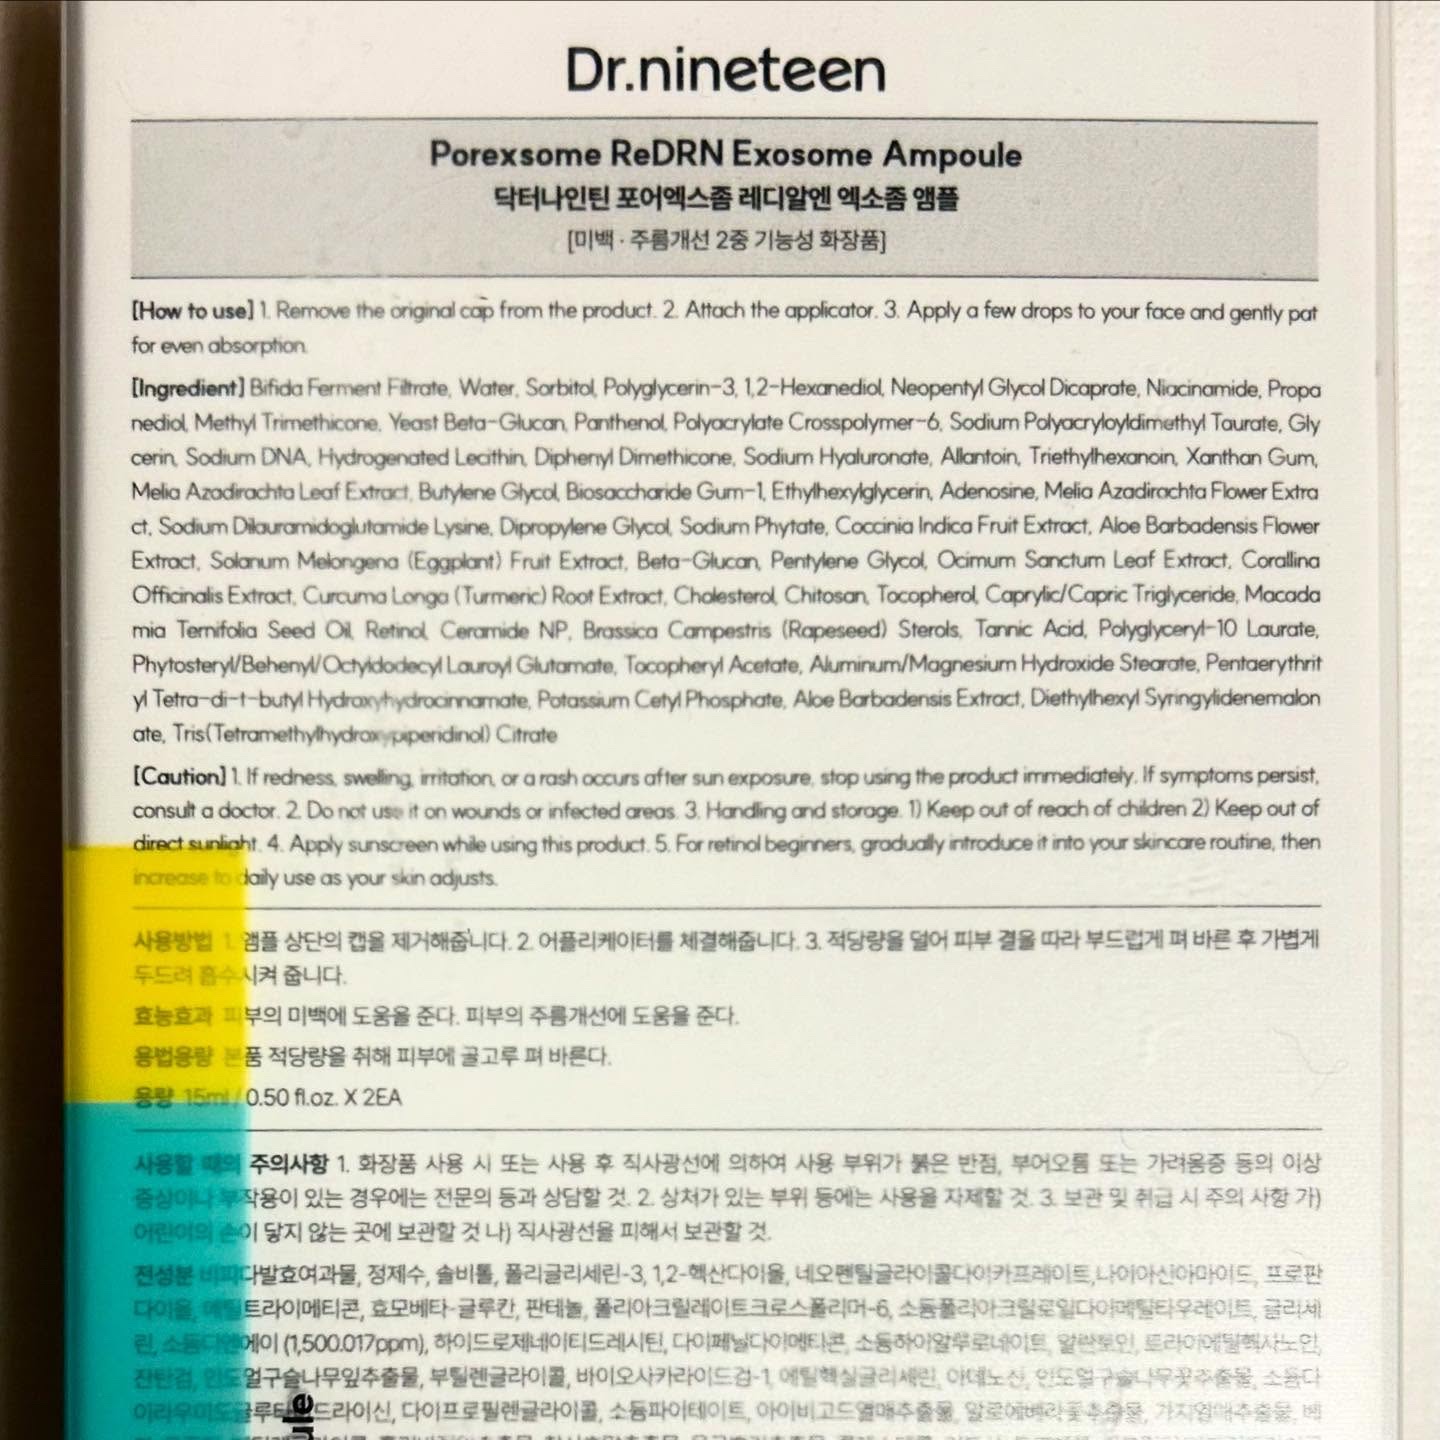 Dr.nineteen
Porexsome ReDRN Exosome Ampoule
닥터나인틴 포어엑스좀 레디알엔 엑소좀 앰플
[미백 · 주름개선 2중 기능성 화장품]
[How to use] 1. Remove the original cap from the product. 2. Attach the applicator. 3. Apply a few drops to your face and gently pat
for even absorption.
[Ingredient] Bifida Ferment Filtrate, Water, Sorbitol, Polyglycerin-3, 1,2-Hexanediol, Neopentyl Glycol Dicaprate, Niacinamide, Propa
nediol, Methyl Trimethicone, Yeast Beta-Glucan, Panthenol, Polyacrylate Crosspolymer-6, Sodium Polyacryloyldimethyl Taurate, Gly
cerin, Sodium DNA, Hydrogenated Lecithin, Diphenyl Dimethicone, Sodium Hyaluronate, Allantoin, Triethylhexanoin, Xanthan Gum,
Melia Azadirachta Leaf Extract, Butylene Glycol, Biosaccharide Gum-1, Ethylhexylglycerin, Adenosine, Melia Azadirachta Flower Extra
ct, Sodium Dilauramidoglutamide Lysine, Dipropylene Glycol, Sodium Phytate, Coccinia Indica Fruit Extract, Aloe Barbadensis Flower
Extract, Solanum Melongena (Eggplant) Fruit Extract, Beta-Glucan, Pentylene Glycol, Ocimum Sanctum Leaf Extract, Corallina
Officinalis Extract, Curcuma Longa (Turmeric) Root Extract, Cholesterol, Chitosan, Tocopherol, Caprylic/Capric Triglyceride, Macada
mia Ternifolia Seed Oil, Retinol, Ceramide NP, Brassica Campestris (Rapeseed) Sterols, Tannic Acid, Polyglyceryl-10 Laurate,
Phytosteryl/Behenyl/Octyldodecyl Lauroyl Glutamate, Tocopheryl Acetate, Aluminum/Magnesium Hydroxide Stearate, Pentaerythrit
yl Tetra-di-t-butyl Hydroxyhydrocinnamate, Potassium Cetyl Phosphate, Aloe Barbadensis Extract, Diethylhexyl Syringylidenemalon
ate, Tris(Tetramethylhydroxypiperidinol) Citrate
[Caution] 1. If redness, swelling, irritation, or a rash occurs after sun exposure, stop using the product immediately. If symptoms persist,
consult a doctor. 2. Do not use it on wounds or infected areas. 3. Handling and storage. 1) Keep out of reach of children 2) Keep out of
direct sunlight. 4. Apply sunscreen while using this product. 5. For retinol beginners, gradually introduce it into your skincare routine, then
increase to daily use as your skin adjusts.
사용방법 1. 앰플 상단의 캡을 제거해줍니다. 2. 어플리케이터를 체결해줍니다. 3. 적당량을 덜어 피부 결을 따라 부드럽게 펴 바른 후 가볍게
두드려 흡수시켜 줍니다.
효능효과 피부의 미백에 도움을 준다. 피부의 주름개선에 도움을 준다.
용법용량 본품 적당량을 취해 피부에 골고루 펴 바른다.
용량 15ml / 0.50 fl.oz. X 2EA
사용할 때의 주의사항 1. 화장품 사용 시 또는 사용 후 직사광선에 의하여 사용 부위가 붉은 반점, 부어오름 또는 가려움증 등의 이상
증상이나 부작용이 있는 경우에는 전문의 등과 상담할 것. 2. 상처가 있는 부위 등에는 사용을 자제할 것. 3. 보관 및 취급 시 주의 사항 가)
어린이의 손이 닿지 않는 곳에 보관할 것 나) 직사광선을 피해서 보관할 것.
전성분 비피다발효여과물, 정제수, 솔비톨, 폴리글리세린-3, 1,2-헥산다이올, 네오펜틸글라이콜다이카프레이트, 나이아신아마이드, 프로판
다이올, 메틸트라이메티콘, 효모베타-글루칸, 판테놀, 폴리아크릴레이트크로스폴리머-6, 소듐폴리아크릴로일다이메틸타우레이트, 글리세
린, 소듐디엔에이 (1,500.017ppm), 하이드로제네이티드레시틴, 다이페닐다이메티콘, 소듐하이알루로네이트, 알란토인, 트라이에틸헥사노인,
잔탄검, 인도멀구슬나무잎추출물, 부틸렌글라이콜, 바이오사카라이드검-1, 에틸헥실글리세린, 아데노신, 인도멀구슬나무꽃추출물, 소듐다
이라우라미도글루타 드라이신, 다이프로필렌글라이콜, 소듐파이테이트, 아이비고드열매추출물, 알로에베라꽃추출물, 가지열매추출물, 베